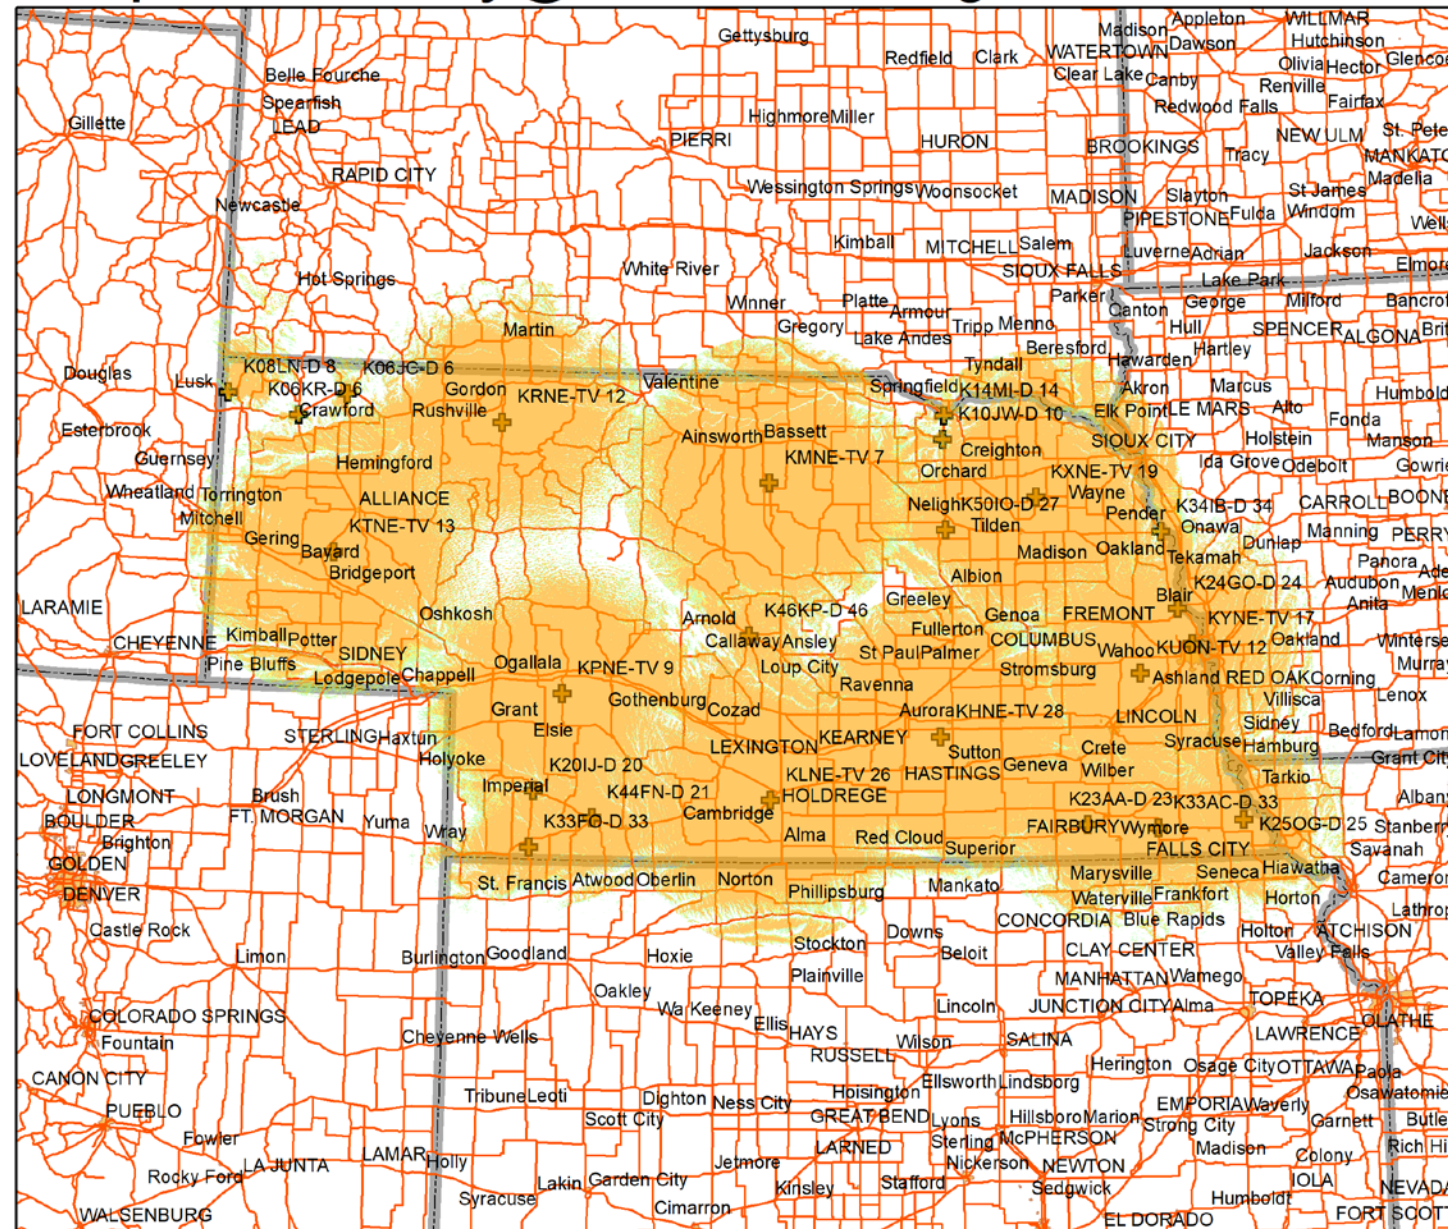 Gettysburg
Appleton
WILLMAR
Madison
Dawson
Hutchinson
Redfield
Clark
WATERTOWN
Olivia
Hector
Belle Fourche
Clear Lake
Canby
Renville
Spearfish
Redwood Falls
Fairfax
Gillette
LEAD
Highmore
Miller
PIERRI
HURON
BROOKINGS
NEW ULM
Tracy
RAPID CITY
Madelia
Wessington Springs
Woonsocket
MADISON
Slayton
St James
Newcastle
PIPESTONE
Fulda
Windom
Kimball
MITCHELL
Salem
Luverne
Adrian
Jackson
Hot Springs
White River
SIOUX FALLS
Lake Park
Winner
Platte
Parker
Canton
George
Milford
Armour
Martin
Gregory
Tripp
Menno
Hull
SPENCER
ALGONA
Lake Andes
Beresford
Hawarden
Hartley
Douglas
K08LN-D 8
K06JC-D 6
Tyndall
Lusk
K06KR-D 6
Gordon
KRNE-TV 12
Valentine
Springfield
K14MI-D 14
Akron
Marcus
Crawford
Rushville
K10JW-D 10
Elk Point
LE MARS
Alto
Fonda
Esterbrook
Ainsworth
Bassett
Creighton
SIOUX CITY
Holstein
Manson
Guernsey
Hemingford
KMNE-TV 7
Orchard
KXNE-TV 19
Ida Grove
Odebolt
Wheatland
Torrington
ALLIANCE
Neligh
K50IO-D 27
Wayne
K34IB-D 34
CARROLL
Mitchell
KTNE-TV 13
Tilden
Pender
Onawa
Manning
Gering
Bayard
Madison
Oakland
Tekamah
Dunlap
Panora
Bridgeport
Albion
K24GO-D 24
Audubon
LARAMIE
Oshkosh
Arnold
K46KP-D 46
Greeley
Genoa
FREMONT
Blair
KYNE-TV 17
Anita
CHEYENNE
Kimball
Potter
Callaway
Ansley
Fullerton
COLUMBUS
Wahoo
KUON-TV 12
Oakland
Pine Bluffs
SIDNEY
Ogallala
KPNE-TV 9
Loup City
St Paul
Palmer
Stromsburg
Ashland
RED OAK
Corning
Lodgepole
Chappell
Gothenburg
Ravenna
Villisca
Lenox
Grant
Cozad
Aurora
KHNE-TV 28
LINCOLN
Sidney
FORT COLLINS
STERLING
Haxtun
Elsie
LEXINGTON
KEARNEY
Sutton
Crete
Syracuse
Hamburg
Bedford
LOVELAND
GREELEY
Holyoke
K20IJ-D 20
KLNE-TV 26
HASTINGS
Geneva
Wilber
Tarkio
LONGMONT
Brush
Imperial
K44FN-D 21
HOLDREGE
K23AA-D 23
K33AC-D 33
BOULDER
FT. MORGAN
Yuma
Wray
K33FO-D 33
Cambridge
Alma
Red Cloud
FAIRBURY
Wymore
K25OG-D 25
Brighton
Superior
FALLS CITY
Savanah
GOLDEN
St. Francis
Atwood
Oberlin
Norton
Phillipsburg
Mankato
Marysville
Seneca
Hiawatha
DENVER
Waterville
Frankfort
Horton
Castle Rock
CONCORDIA
Blue Rapids
Limon
Burlington
Goodland
Hoxie
Stockton
Downs
Beloit
CLAY CENTER
Holton
ATCHISON
Valley Falls
Plainville
MANHATTAN
Wamego
Oakley
Wa Keeney
Lincoln
JUNCTION CITY
Alma
TOPEKA
COLORADO SPRINGS
Cheyenne Wells
Ellis
HAYS
Wilson
SALINA
LAWRENCE
OLATHE
Fountain
RUSSELL
CANON CITY
Herington
Osage City
OTTAWA
Paola
Tribune
Leoti
Dighton
Ness City
Hoisington
Ellsworth
Lindsborg
PUEBLO
Scott City
GREAT BEND
Lyons
Hillsboro
Marion
EMPORIA
Waverly
Garnett
Fowler
LARNED
Sterling
McPHERSON
Strong City
Madison
Colony
LAMAR
Holly
Jetmore
Nickerson
NEWTON
LA JUNTA
Rocky Ford
Lakin
Garden City
Kinsley
Stafford
Sedgwick
IOLA
Syracuse
Cimarron
Humboldt
WALSENBURG
EL DORADO
FORT SCOTT